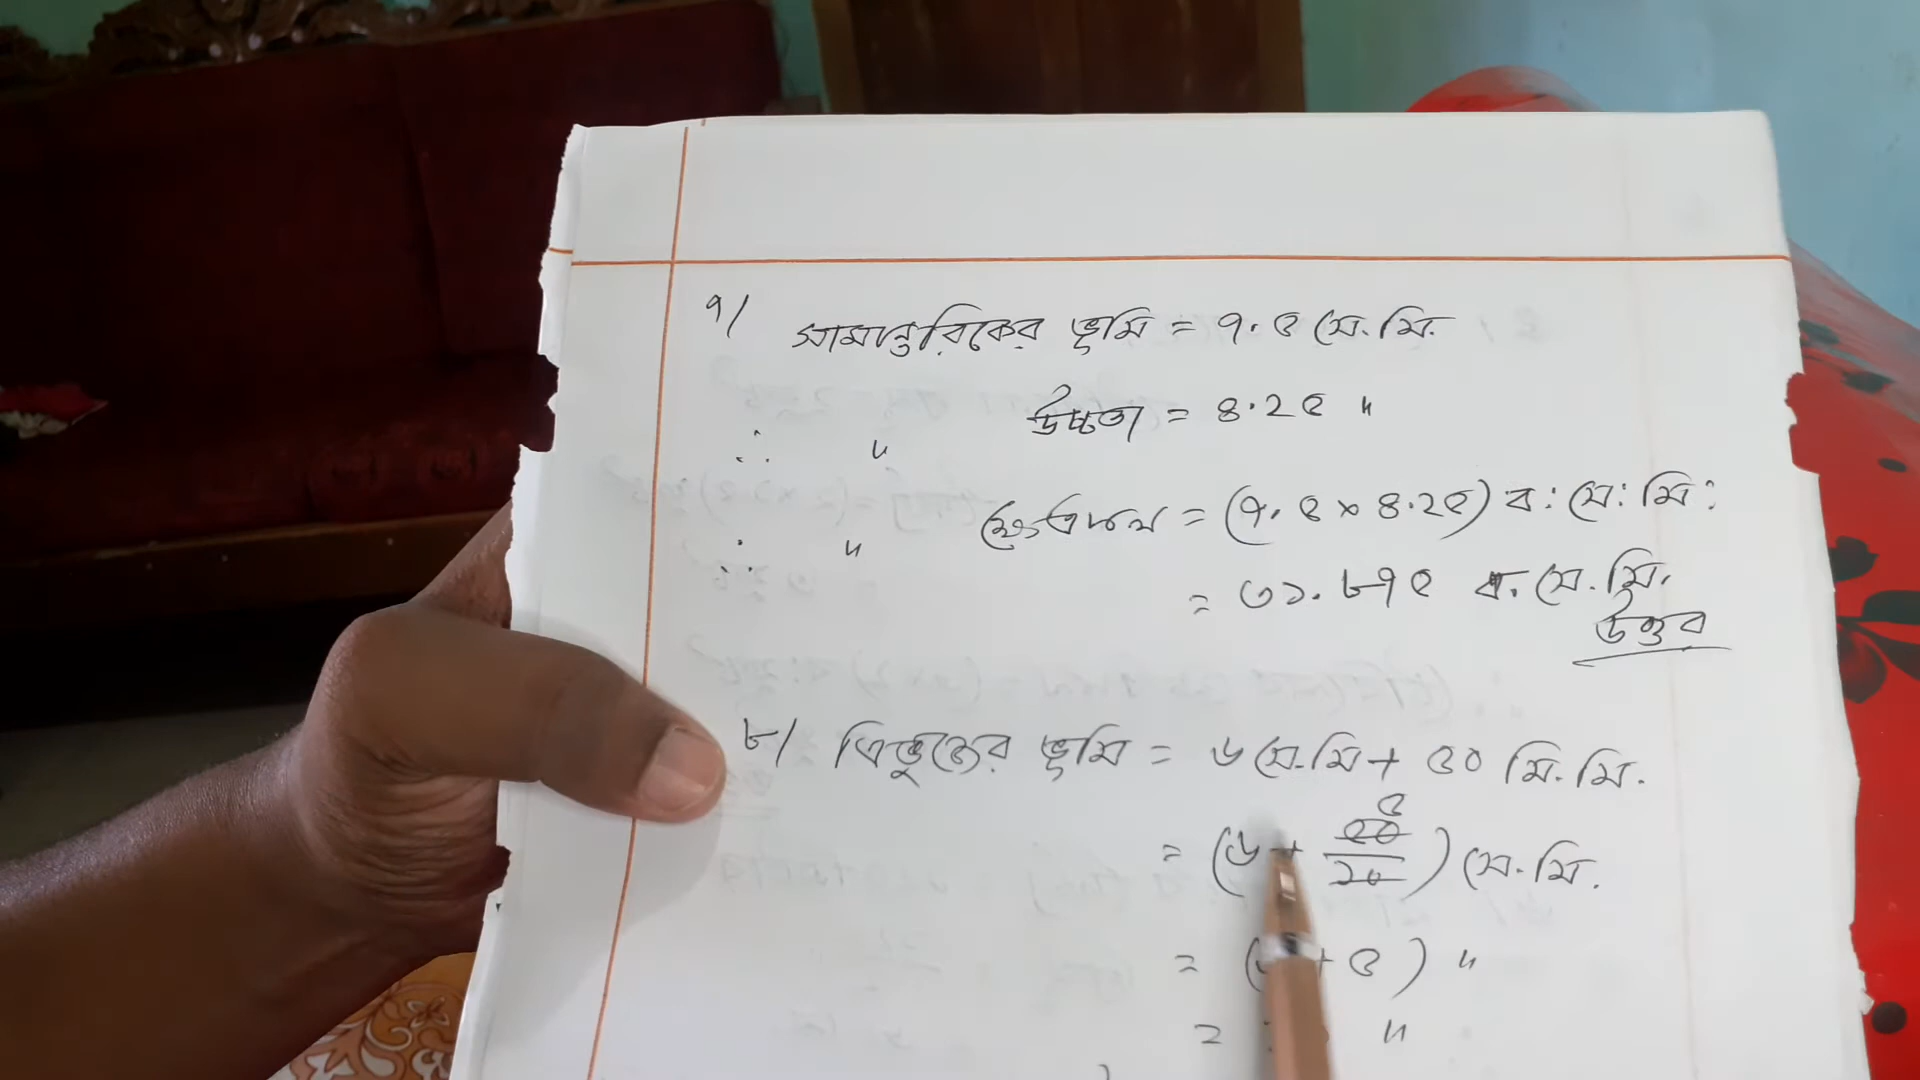 ৭/ সামান্তরিকের ভূমি = ৭.৫ সে.মি.
উচ্চতা = ৪.২৫ "
∴ "
ক্ষেত্রফল = (৭.৫ × ৪.২৫) ব: সে: মি:
∴ "
= ৩১.৮৭৫ ব. সে. মি.
উত্তর
৮/ ত্রিভুজের ভূমি = ৬ সে.মি + ৫০ মি.মি.
৫
= (৬ + ৫০/১০) সে.মি.
= ( + ৫) "
= "